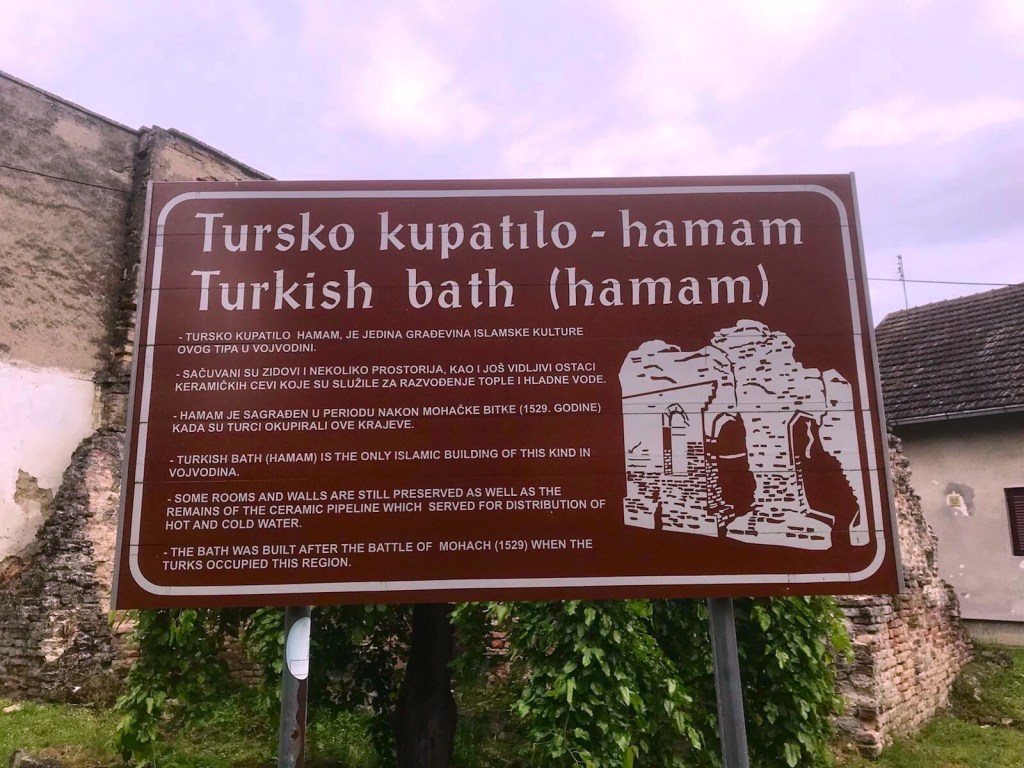 Tursko kupatılo - hamam
Turkish bath (hamam)
- TURSKO KUPATILO HAMAM, JE JEDINA GRAĐEVINA ISLAMSKE KULTURE
OVOG TIPA U VOJVODINI.
- SAČUVANI SU ZIDOVI I NEKOLIKO PROSTORIJA, KAO I JOŠ VIDLJIVI OSTACI
KERAMIČKIH CEVI KOJE SU SLUŽILE ZA RAZVOĐENJE TOPLE I HLADNE VODE.
- HAMAM JE SAGRAĐEN U PERIODU NAKON MOHAČKE BITKE (1529. GODINE)
KADA SU TURCI OKUPIRALI OVE KRAJEVE.
- TURKISH BATH (HAMAM) IS THE ONLY ISLAMIC BUILDING OF THIS KIND IN
VOJVODINA.
- SOME ROOMS AND WALLS ARE STILL PRESERVED AS WELL AS THE
REMAINS OF THE CERAMIC PIPELINE WHICH SERVED FOR DISTRIBUTION OF
HOT AND COLD WATER.
- THE BATH WAS BUILT AFTER THE BATTLE OF MOHACH (1529) WHEN THE
TURKS OCCUPIED THIS REGION.